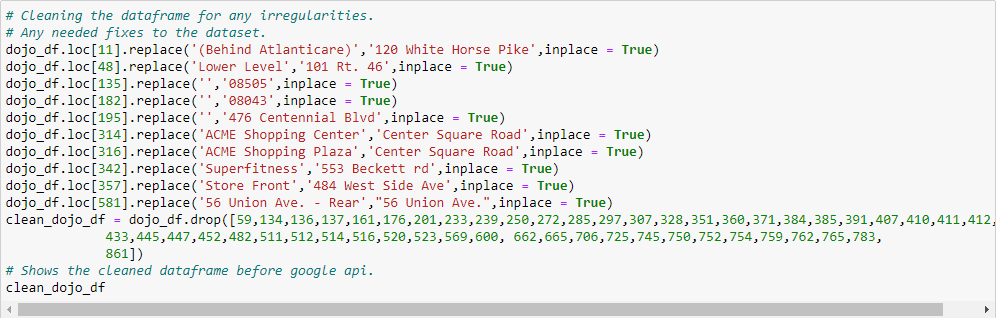 # Cleaning the dataframe for any irregularities.
# Any needed fixes to the dataset.
dojo_df.loc[11].replace('(Behind Atlanticare)','120 White Horse Pike',inplace = True)
dojo_df.loc[48].replace('Lower Level','101 Rt. 46',inplace = True)
dojo_df.loc[135].replace('','08505',inplace = True)
dojo_df.loc[182].replace('','08043',inplace = True)
dojo_df.loc[195].replace('','476 Centennial Blvd',inplace = True)
dojo_df.loc[314].replace('ACME Shopping Center','Center Square Road',inplace = True)
dojo_df.loc[316].replace('ACME Shopping Plaza','Center Square Road',inplace = True)
dojo_df.loc[342].replace('Superfitness','553 Beckett rd',inplace = True)
dojo_df.loc[357].replace('Store Front','484 West Side Ave',inplace = True)
dojo_df.loc[581].replace('56 Union Ave. - Rear',"56 Union Ave.",inplace = True)
clean_dojo_df = dojo_df.drop([59,134,136,137,161,176,201,233,239,250,272,285,297,307,328,351,360,371,384,385,391,407,410,411,412,
433,445,447,452,482,511,512,514,516,520,523,569,600, 662,665,706,725,745,750,752,754,759,762,765,783,
861])
# Shows the cleaned dataframe before google api.
clean_dojo_df